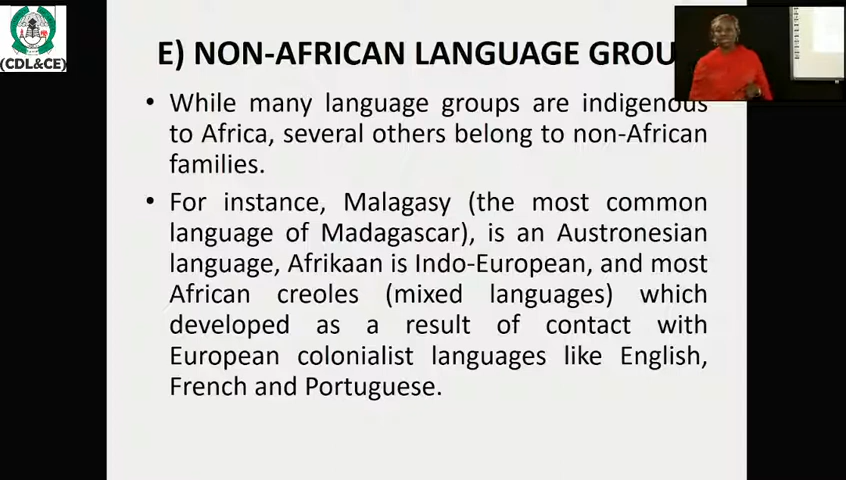 (CDL&CE)
E) NON-AFRICAN LANGUAGE GROU
• While many language groups are indigenous
to Africa, several others belong to non-African
families.
• For instance, Malagasy (the most common
language of Madagascar), is an Austronesian
language, Afrikaan is Indo-European, and most
African creoles (mixed languages) which
developed as a result of contact with
European colonialist languages like English,
French and Portuguese.